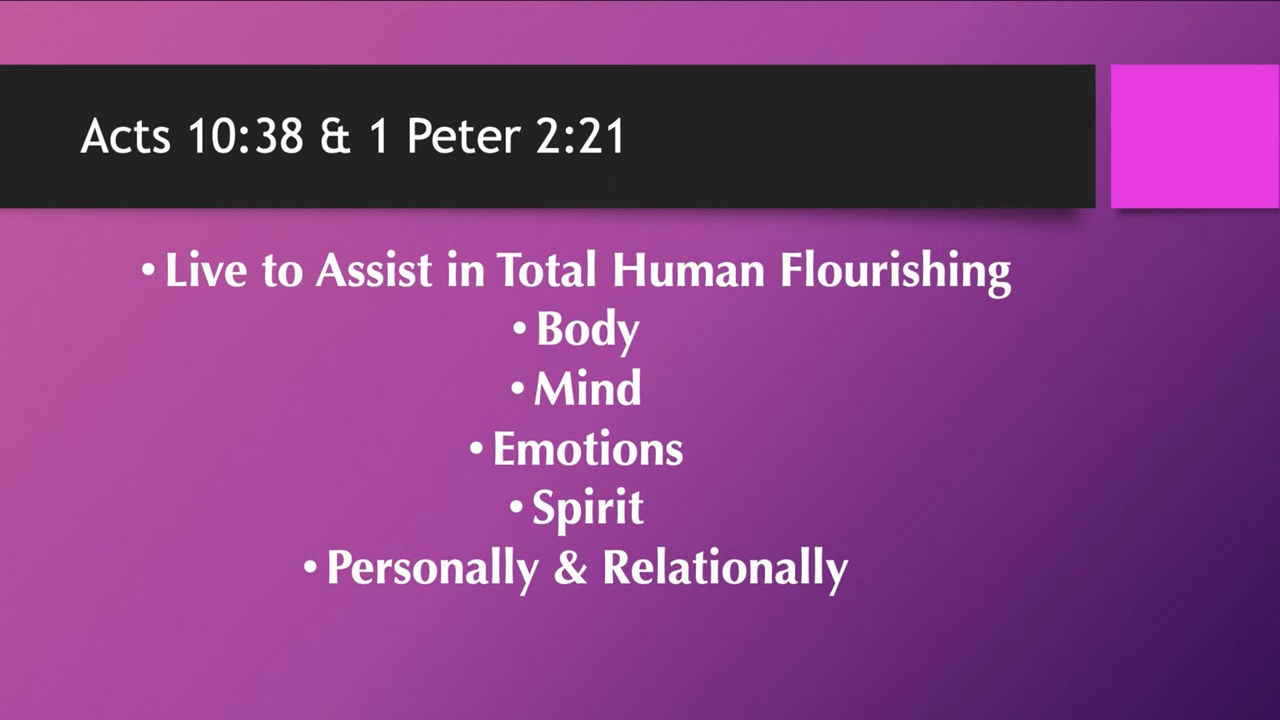 Acts 10:38 & 1 Peter 2:21
• Live to Assist in Total Human Flourishing
• Body
• Mind
• Emotions
• Spirit
• Personally & Relationally